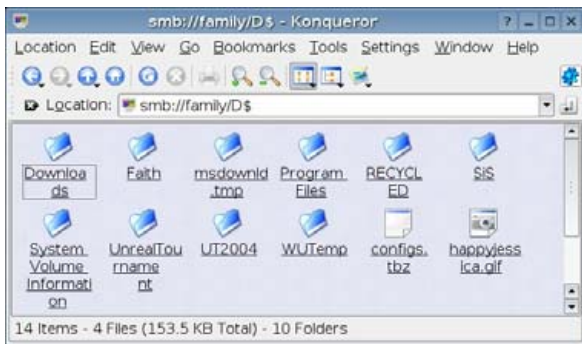 smb://family/D$ - Konqueror
Location Edit View Go Bookmarks Tools Settings Window Help
Location: smb://family/D$
Downloa
ds
Faith
msdownld
.tmp
Program
Files
RECYCL
ED
SiS
System
Volume
Informati
on
UnrealTou
rname
nt
UT2004
WUTemp
configs.
tbz
happyjess
ica.gif
14 Items - 4 Files (153.5 KB Total) - 10 Folders